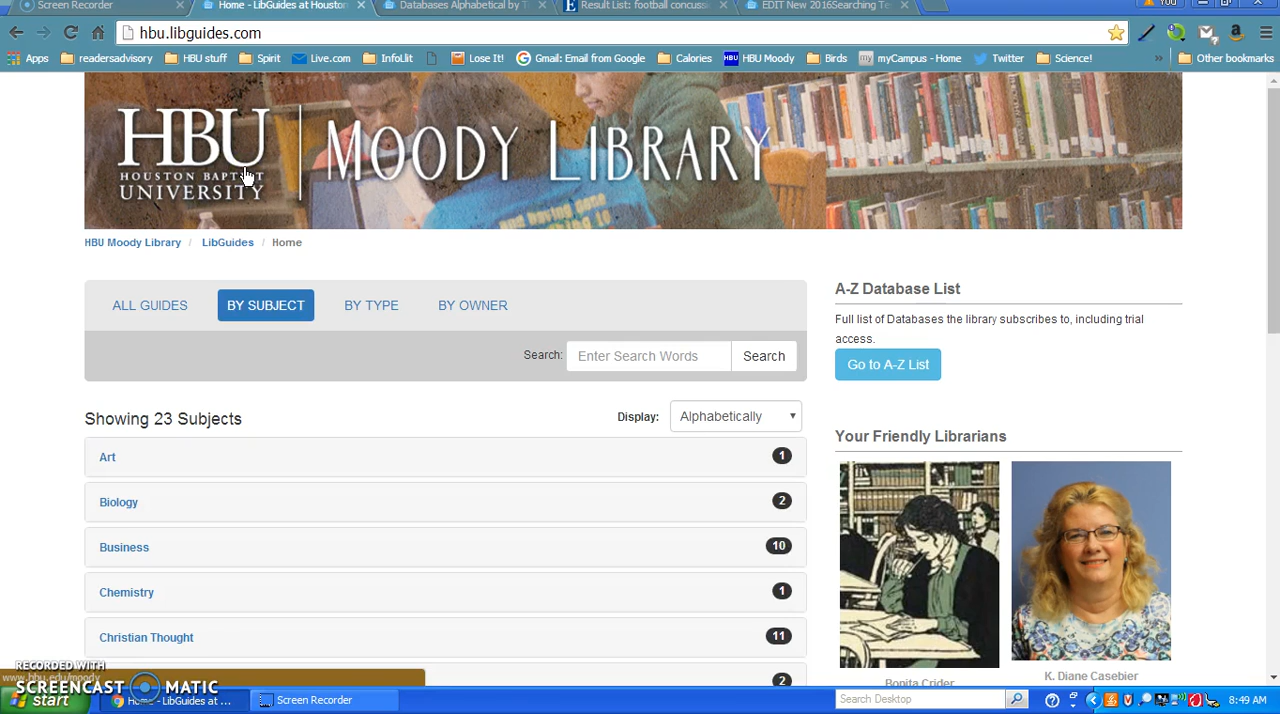 Screen Recorder
Home - LibGuides at Houston
Databases Alphabetical by T
Result List: football concuss
EDIT New 2016Searching Te
You
hbu.libguides.com
Apps
readersadvisory
HBU stuff
Spirit
Live.com
InfoLit
Lose It!
Gmail: Email from Google
Calories
HBU Moody
Birds
myCampus - Home
Twitter
Science!
»
Other bookmarks
HBU
HOUSTON BAPTIST
UNIVERSITY
MOODY LIBRARY
HBU Moody Library / LibGuides / Home
ALL GUIDES
BY SUBJECT
BY TYPE
BY OWNER
Search:
Enter Search Words
Search
Showing 23 Subjects
Display:
Alphabetically
Art
1
Biology
2
Business
10
Chemistry
1
Christian Thought
11
2
A-Z Database List
Full list of Databases the library subscribes to, including trial
access.
Go to A-Z List
Your Friendly Librarians
Bonita Crider
K. Diane Casebier
RECORDED WITH
www.hbu.edu/moody
SCREENCAST MATIC
start
Home - LibGuides at ...
Screen Recorder
Search Desktop
8:49 AM